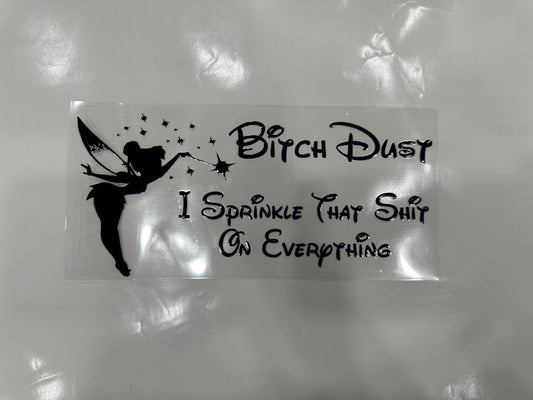 Bitch Dust
I Sprinkle That Shit
On Everything